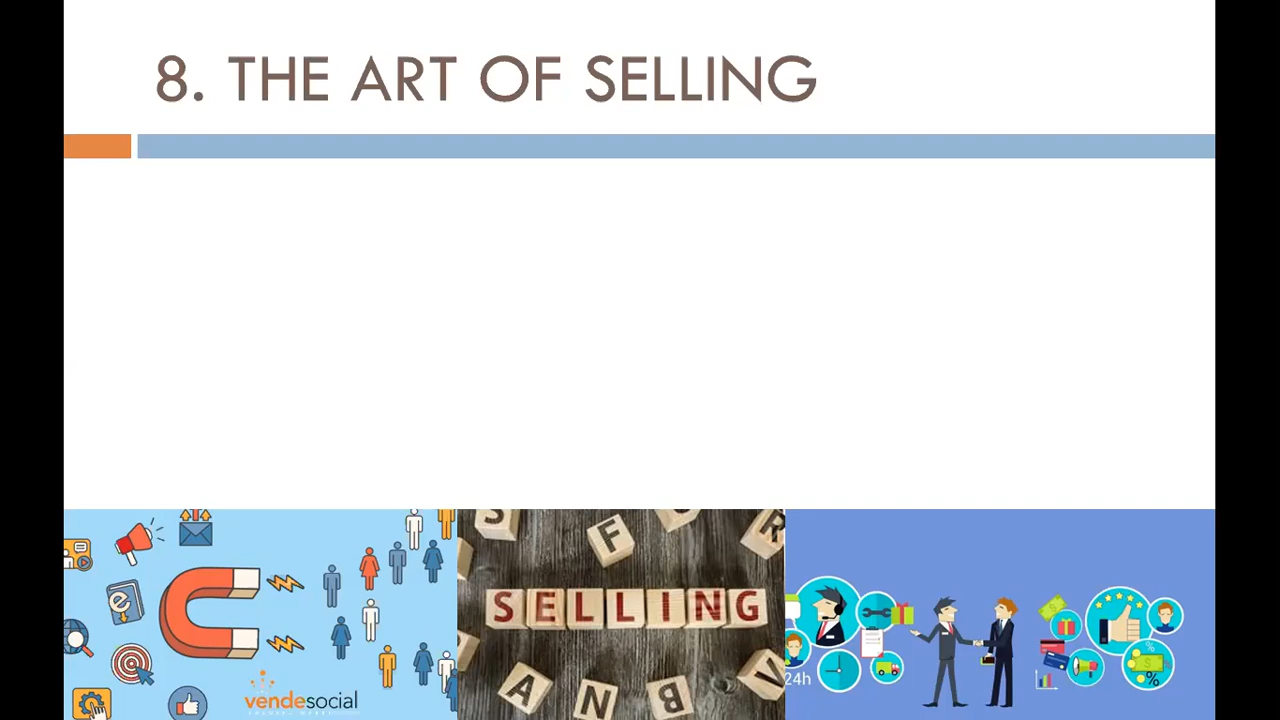 8. THE ART OF SELLING
S F R
SELLING
A N B V
vendesocial
24h
%
%